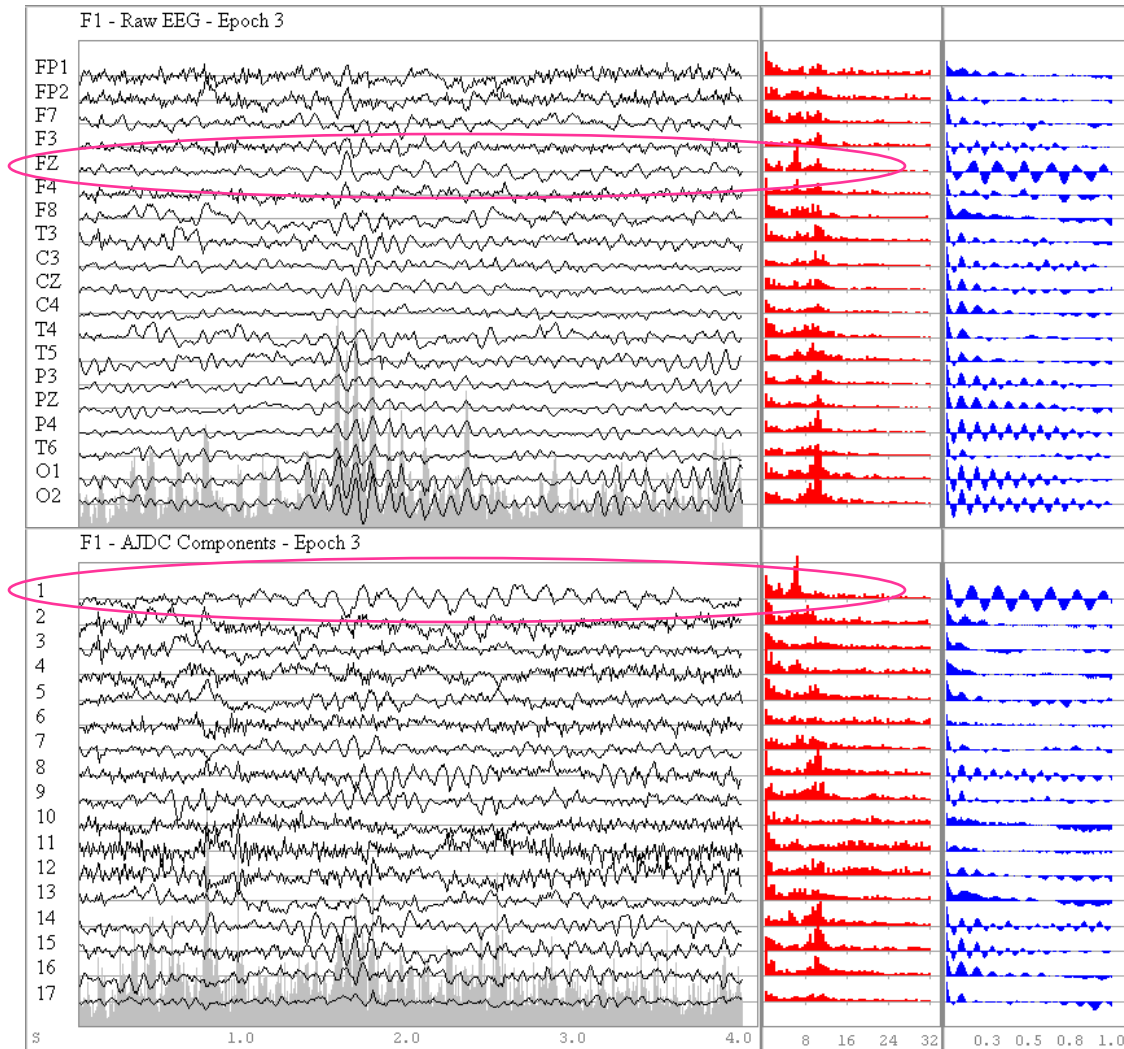 F1 - Raw EEG - Epoch 3
FP1
FP2
F7
F3
FZ
F4
F8
T3
C3
CZ
C4
T4
T5
P3
PZ
P4
T6
O1
O2
F1 - AJDC Components - Epoch 3
1
2
3
4
5
6
7
8
9
10
11
12
13
14
15
16
17
S 1.0 2.0 3.0 4.0 8 16 24 32 0.3 0.5 0.8 1.0